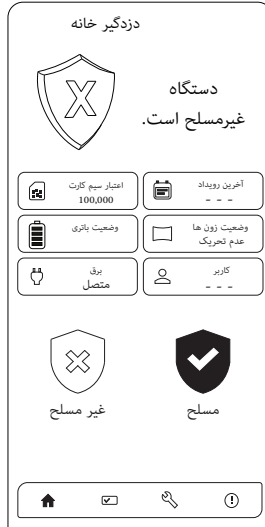 دزدگیر خانه
دستگاه
غیرمسلح است.
آخرین رویداد
- - -
اعتبار سیم کارت
100,000
وضعیت زون ها
عدم تحریک
وضعیت باتری
کاربر
- - -
برق
متصل
مسلح
غیر مسلح